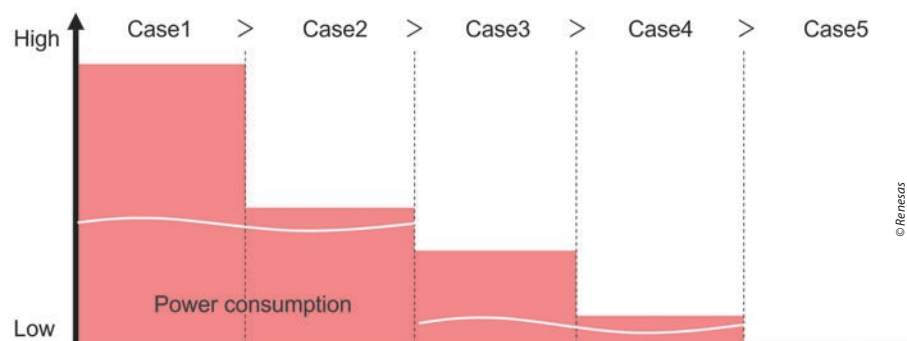 High
Case1 > Case2 > Case3 > Case4 > Case5
Power consumption
Low
© Renesas